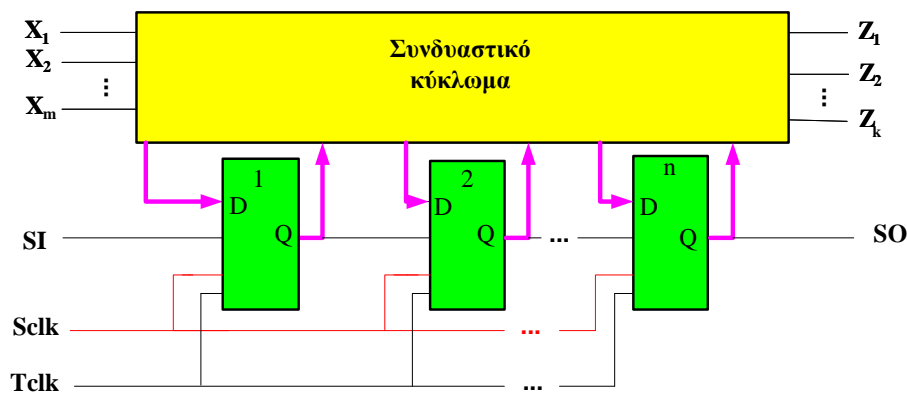 X1
X2
...
Xm
Συνδυαστικό
κύκλωμα
Z1
Z2
...
Zk
1
D
Q
2
D
Q
n
D
Q
SI
...
SO
Sclk
...
Tclk
...